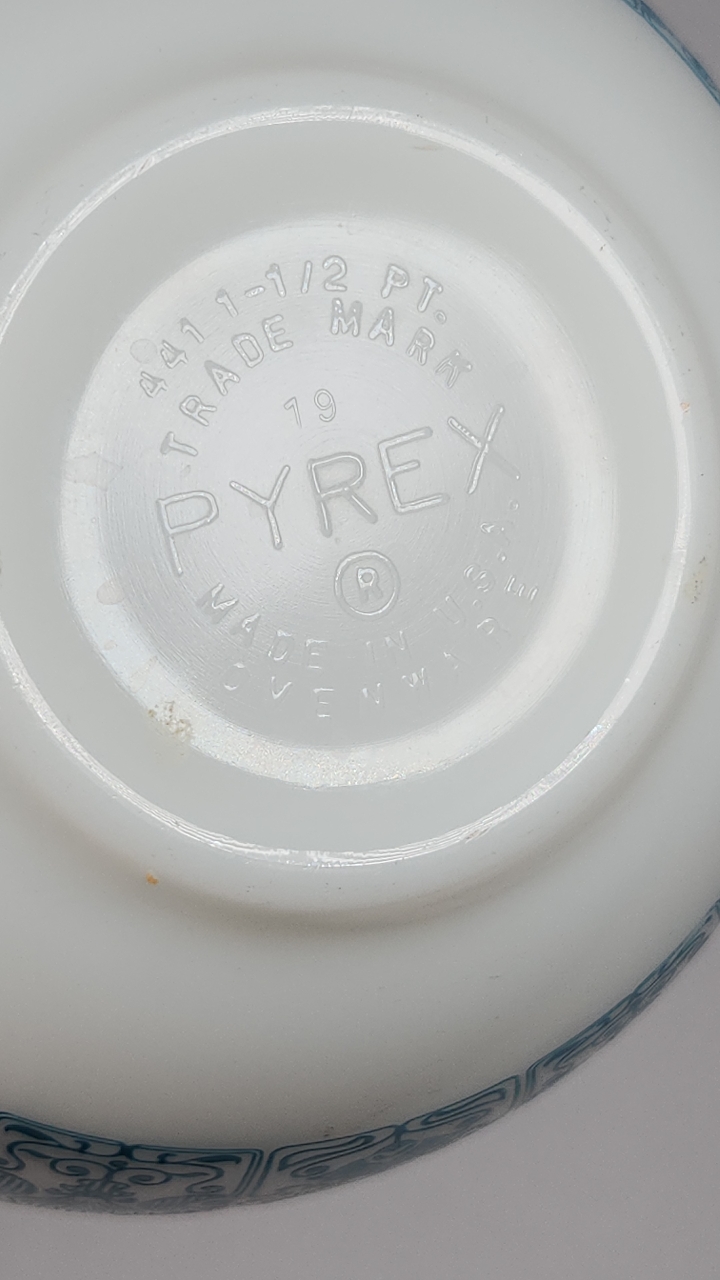 441 1-1/2 PT.
TRADE MARK
19
PYREX
®
MADE IN U.S.A.
OVENWARE